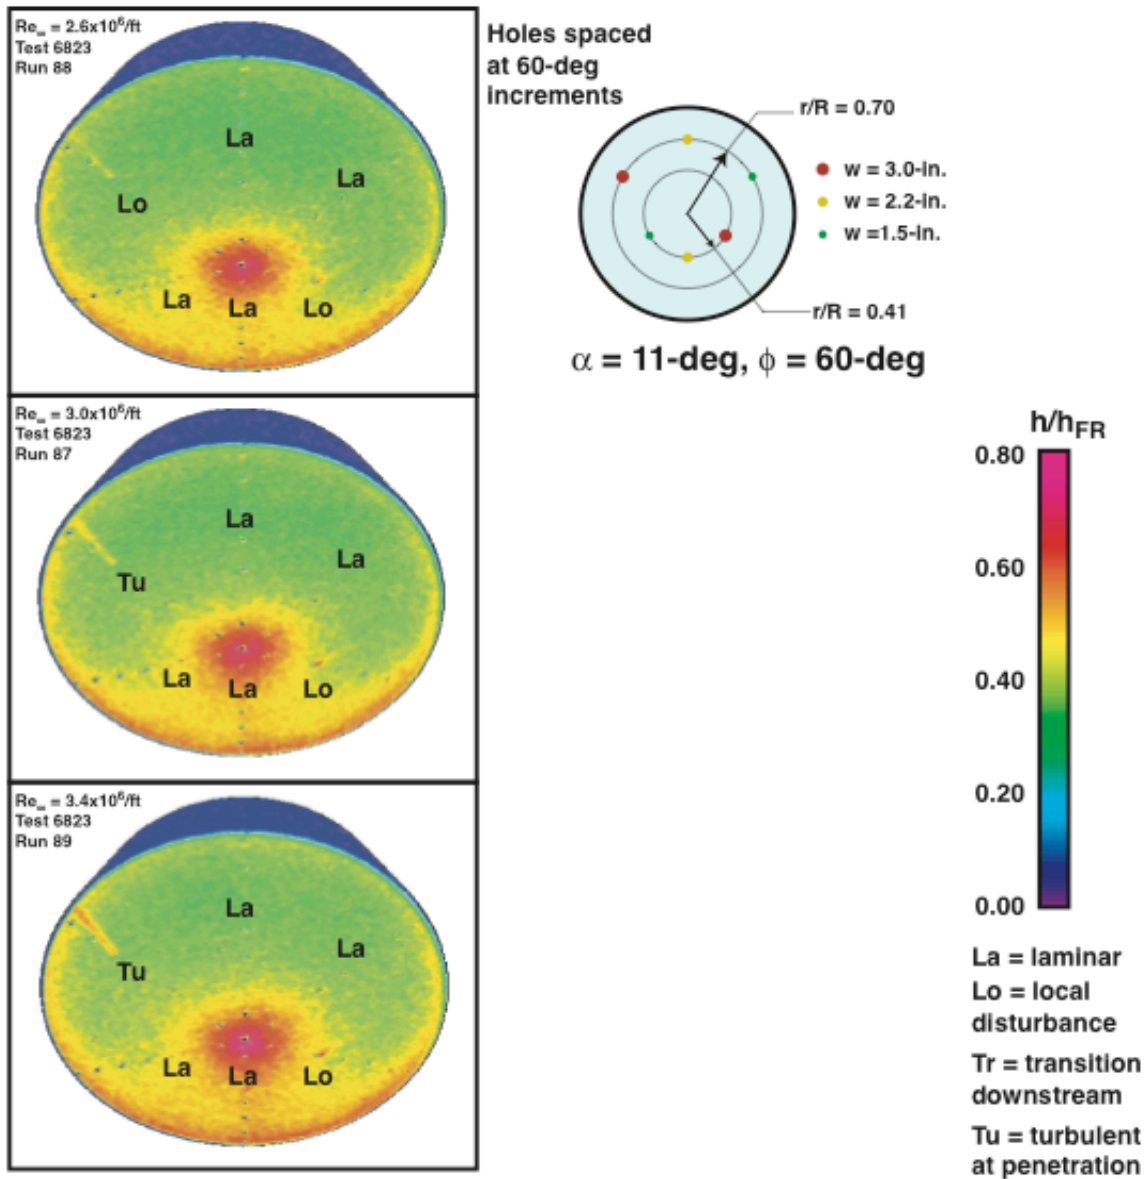 Re∞ = 2.6x10⁶/ft
Test 6823
Run 88
La
La
Lo
La
La
Lo
Holes spaced
at 60-deg
increments
r/R = 0.70
w = 3.0-in.
w = 2.2-in.
w =1.5-in.
r/R = 0.41
α = 11-deg, ϕ = 60-deg
Re∞ = 3.0x10⁶/ft
Test 6823
Run 87
La
La
Tu
La
La
Lo
Re∞ = 3.4x10⁶/ft
Test 6823
Run 89
La
La
Tu
La
La
Lo
h/hFR
0.80
0.60
0.40
0.20
0.00
La = laminar
Lo = local
disturbance
Tr = transition
downstream
Tu = turbulent
at penetration